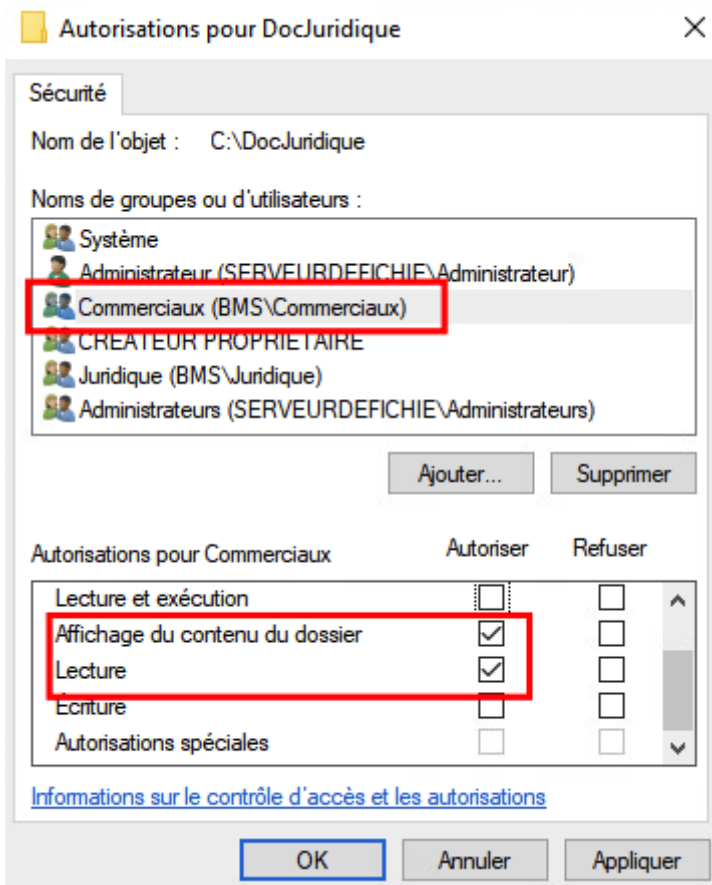 Autorisations pour DocJuridique
Sécurité
Nom de l'objet : C:\DocJuridique
Noms de groupes ou d'utilisateurs :
Système
Administrateur (SERVEURDEFICHIE\Administrateur)
Commerciaux (BMS\Commerciaux)
CREATEUR PROPRIETAIRE
Juridique (BMS\Juridique)
Administrateurs (SERVEURDEFICHIE\Administrateurs)
Ajouter... Supprimer
Autorisations pour Commerciaux Autoriser Refuser
Lecture et exécution
Affichage du contenu du dossier
Lecture
Écriture
Autorisations spéciales
Informations sur le contrôle d'accès et les autorisations
OK Annuler Appliquer